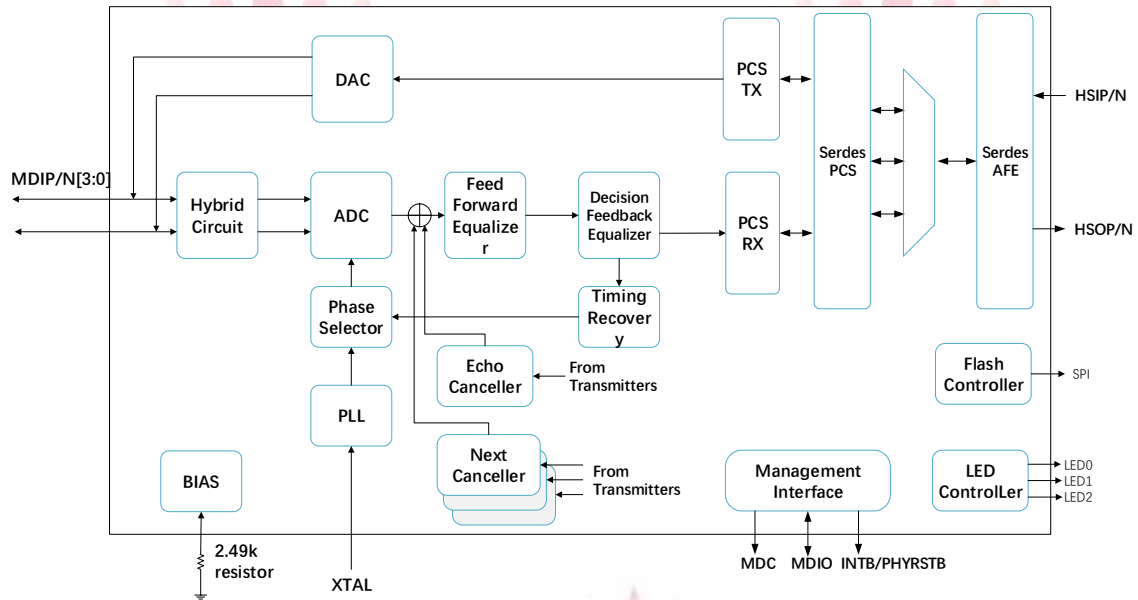 DAC
PCS
TX
HSIP/N
Serdes
PCS
Serdes
AFE
MDIP/N[3:0]
Hybrid
Circuit
ADC
Feed
Forward
Equalize
r
Decision
Feedback
Equalizer
PCS
RX
HSOP/N
Phase
Selector
Timing
Recover
y
Echo
Canceller
From
Transmitters
Flash
Controller
SPI
PLL
Next
Canceller
From
Transmitters
BIAS
Management
Interface
LED
ControlLer
LED0
LED1
LED2
2.49k
resistor
XTAL
MDC
MDIO
INTB/PHYRSTB